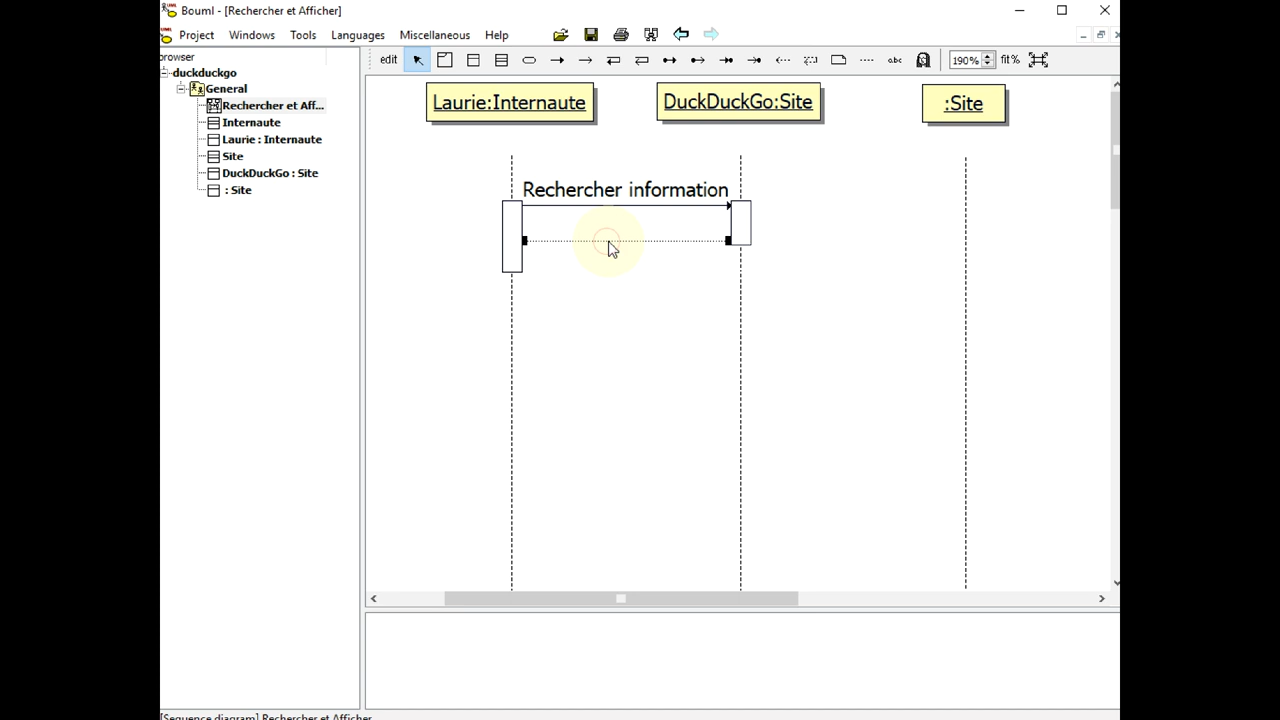 Bouml - [Rechercher et Afficher]
Project Windows Tools Languages Miscellaneous Help
browser
edit 190% fit%
duckduckgo
General
Rechercher et Aff...
Internaute
Laurie : Internaute
Site
DuckDuckGo : Site
: Site
Laurie:Internaute DuckDuckGo:Site :Site
Rechercher information
[Sequence diagram] Rechercher et Afficher